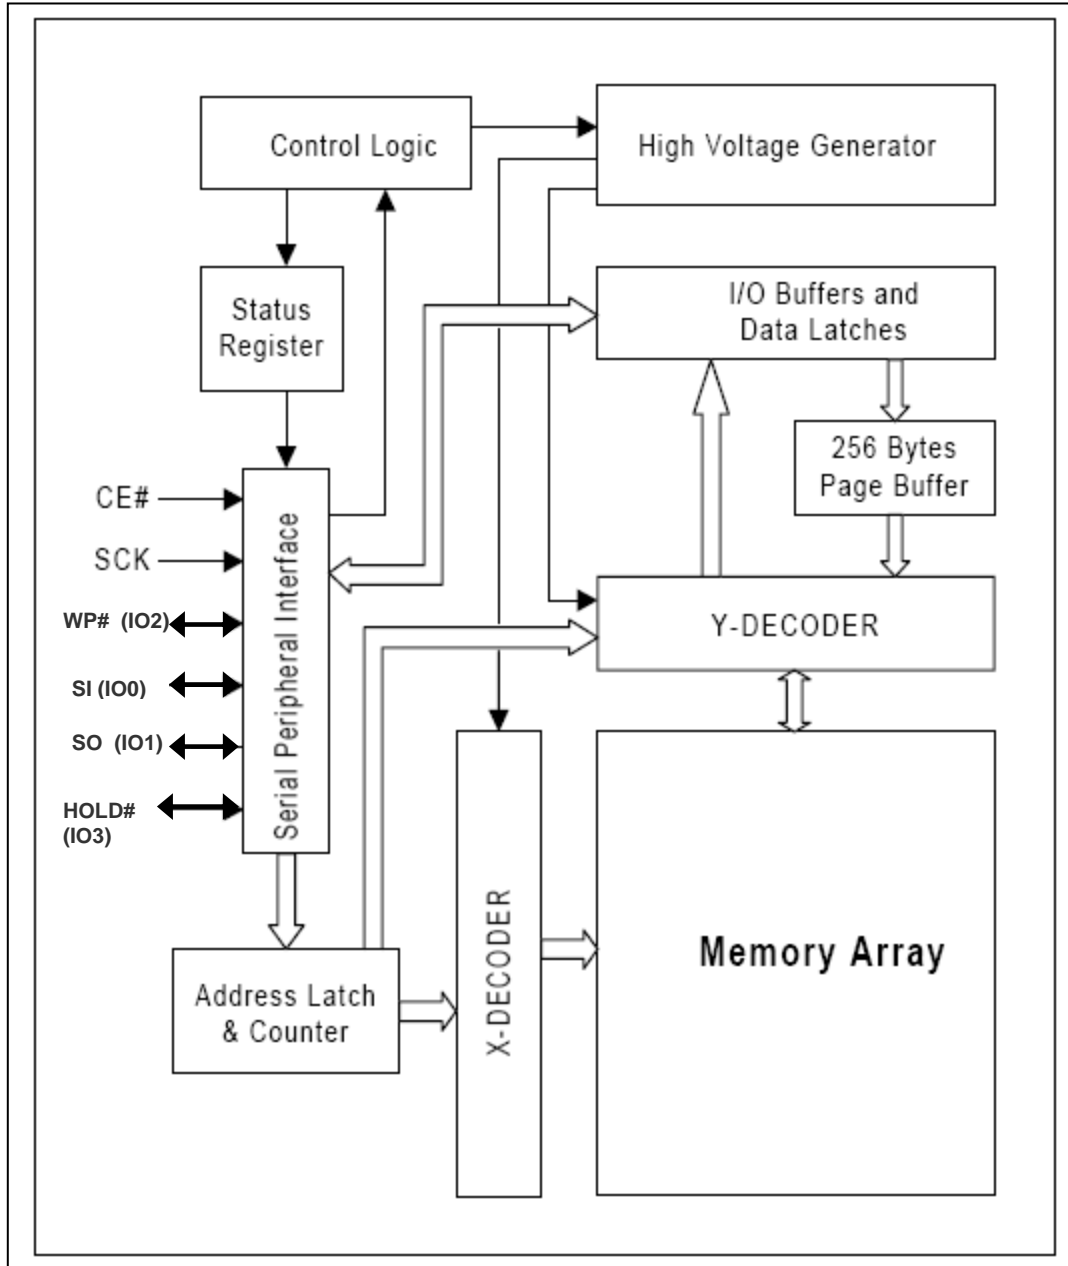 Control Logic
High Voltage Generator
Status
Register
I/O Buffers and
Data Latches
256 Bytes
Page Buffer
CE#
SCK
WP# (IO2)
SI (IO0)
SO (IO1)
HOLD#
(IO3)
Serial Peripheral Interface
Y-DECODER
X-DECODER
Memory Array
Address Latch
& Counter